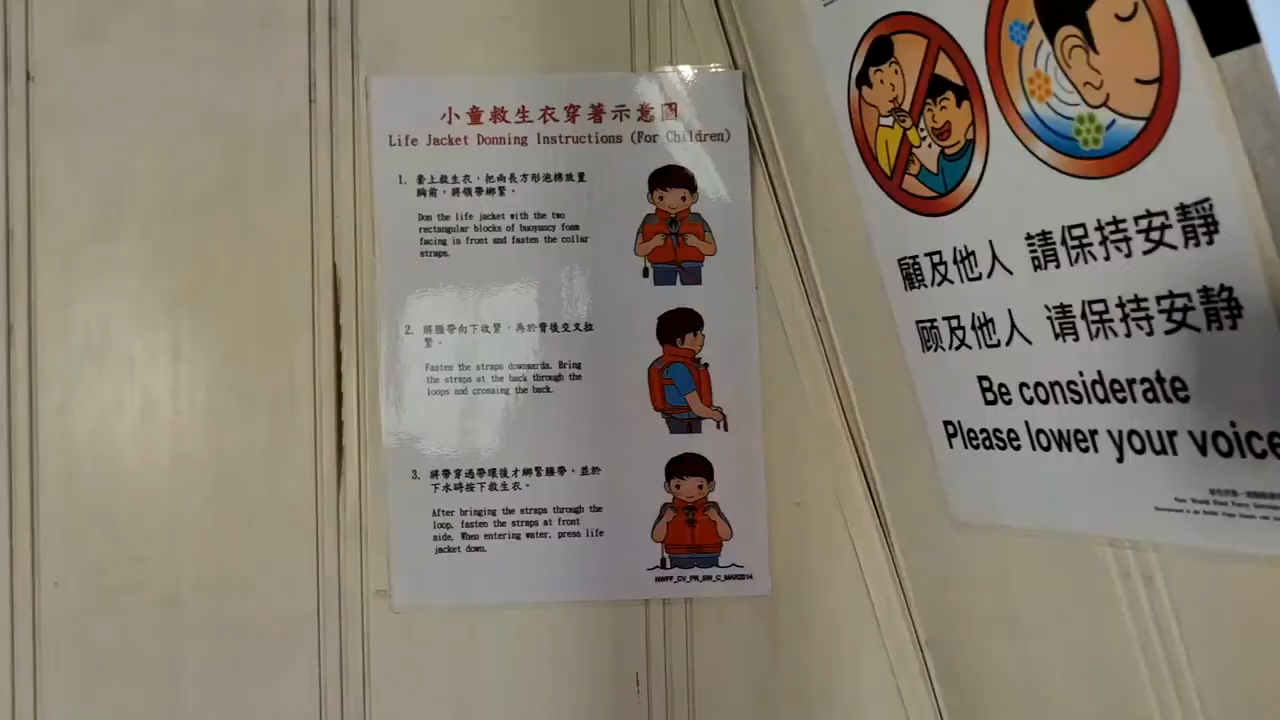 小童救生衣穿著示意圖
Life Jacket Donning Instructions (For Children)
1. 套上救生衣，把兩長方形泡棉放置
胸前，將領帶綁緊。
Don the life jacket with the two
rectangular blocks of buoyancy foam
facing in front and fasten the collar
straps.
2. 將腰帶向下收緊，再於背後交叉拉
緊。
Fasten the straps downwards. Bring
the straps at the back through the
loops and crossing the back.
3. 將帶穿過帶環後才綁緊腰帶，並於
下水時按下救生衣。
After bringing the straps through the
loop, fasten the straps at front
side. When entering water, press life
jacket down.
NWFF_CV_PR_SW_C_MAR2014
顧及他人 請保持安靜
顾及他人 请保持安静
Be considerate
Please lower your voice
New World First Ferry